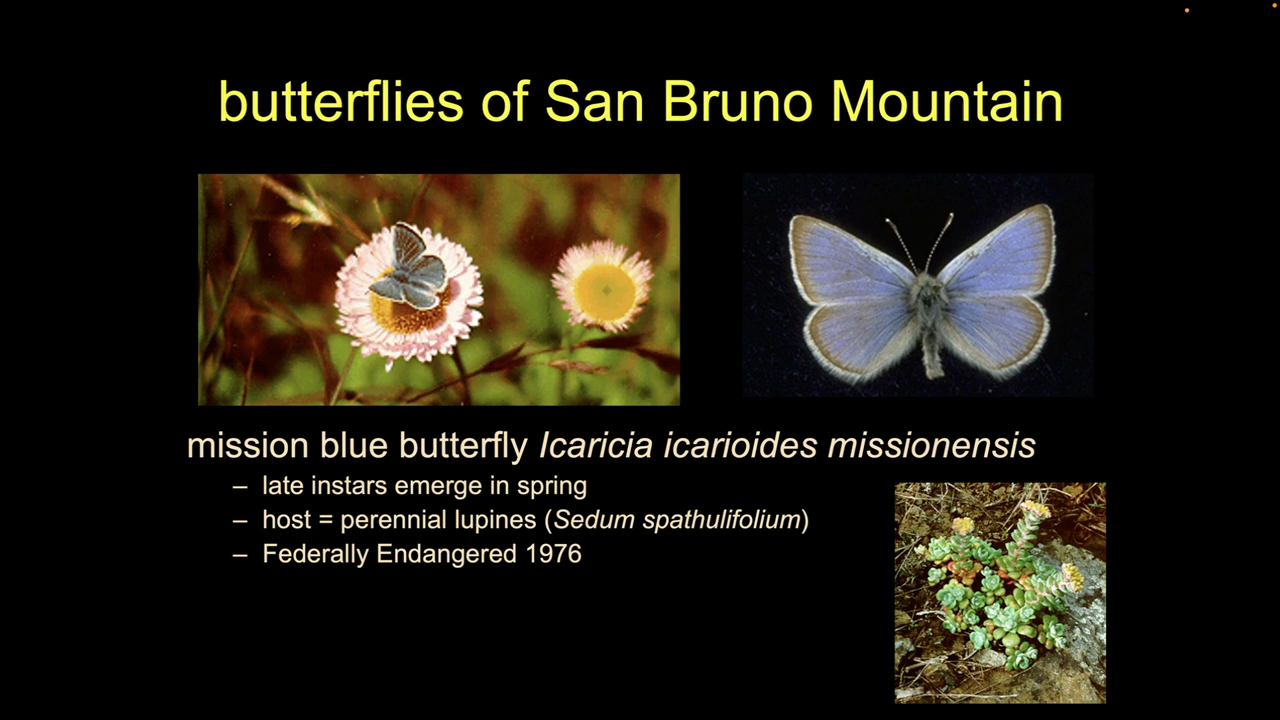 butterflies of San Bruno Mountain
mission blue butterfly Icaricia icarioides missionensis
– late instars emerge in spring
– host = perennial lupines (Sedum spathulifolium)
– Federally Endangered 1976